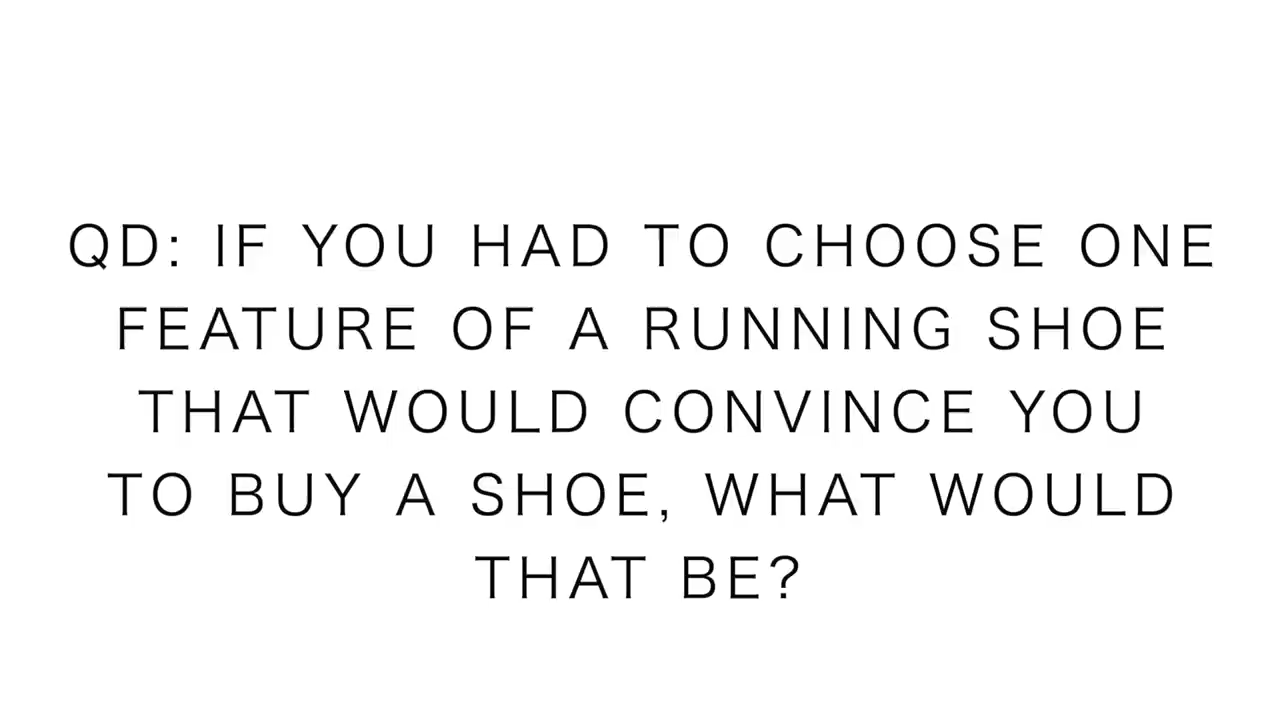 QD: IF YOU HAD TO CHOOSE ONE
FEATURE OF A RUNNING SHOE
THAT WOULD CONVINCE YOU
TO BUY A SHOE, WHAT WOULD
THAT BE?